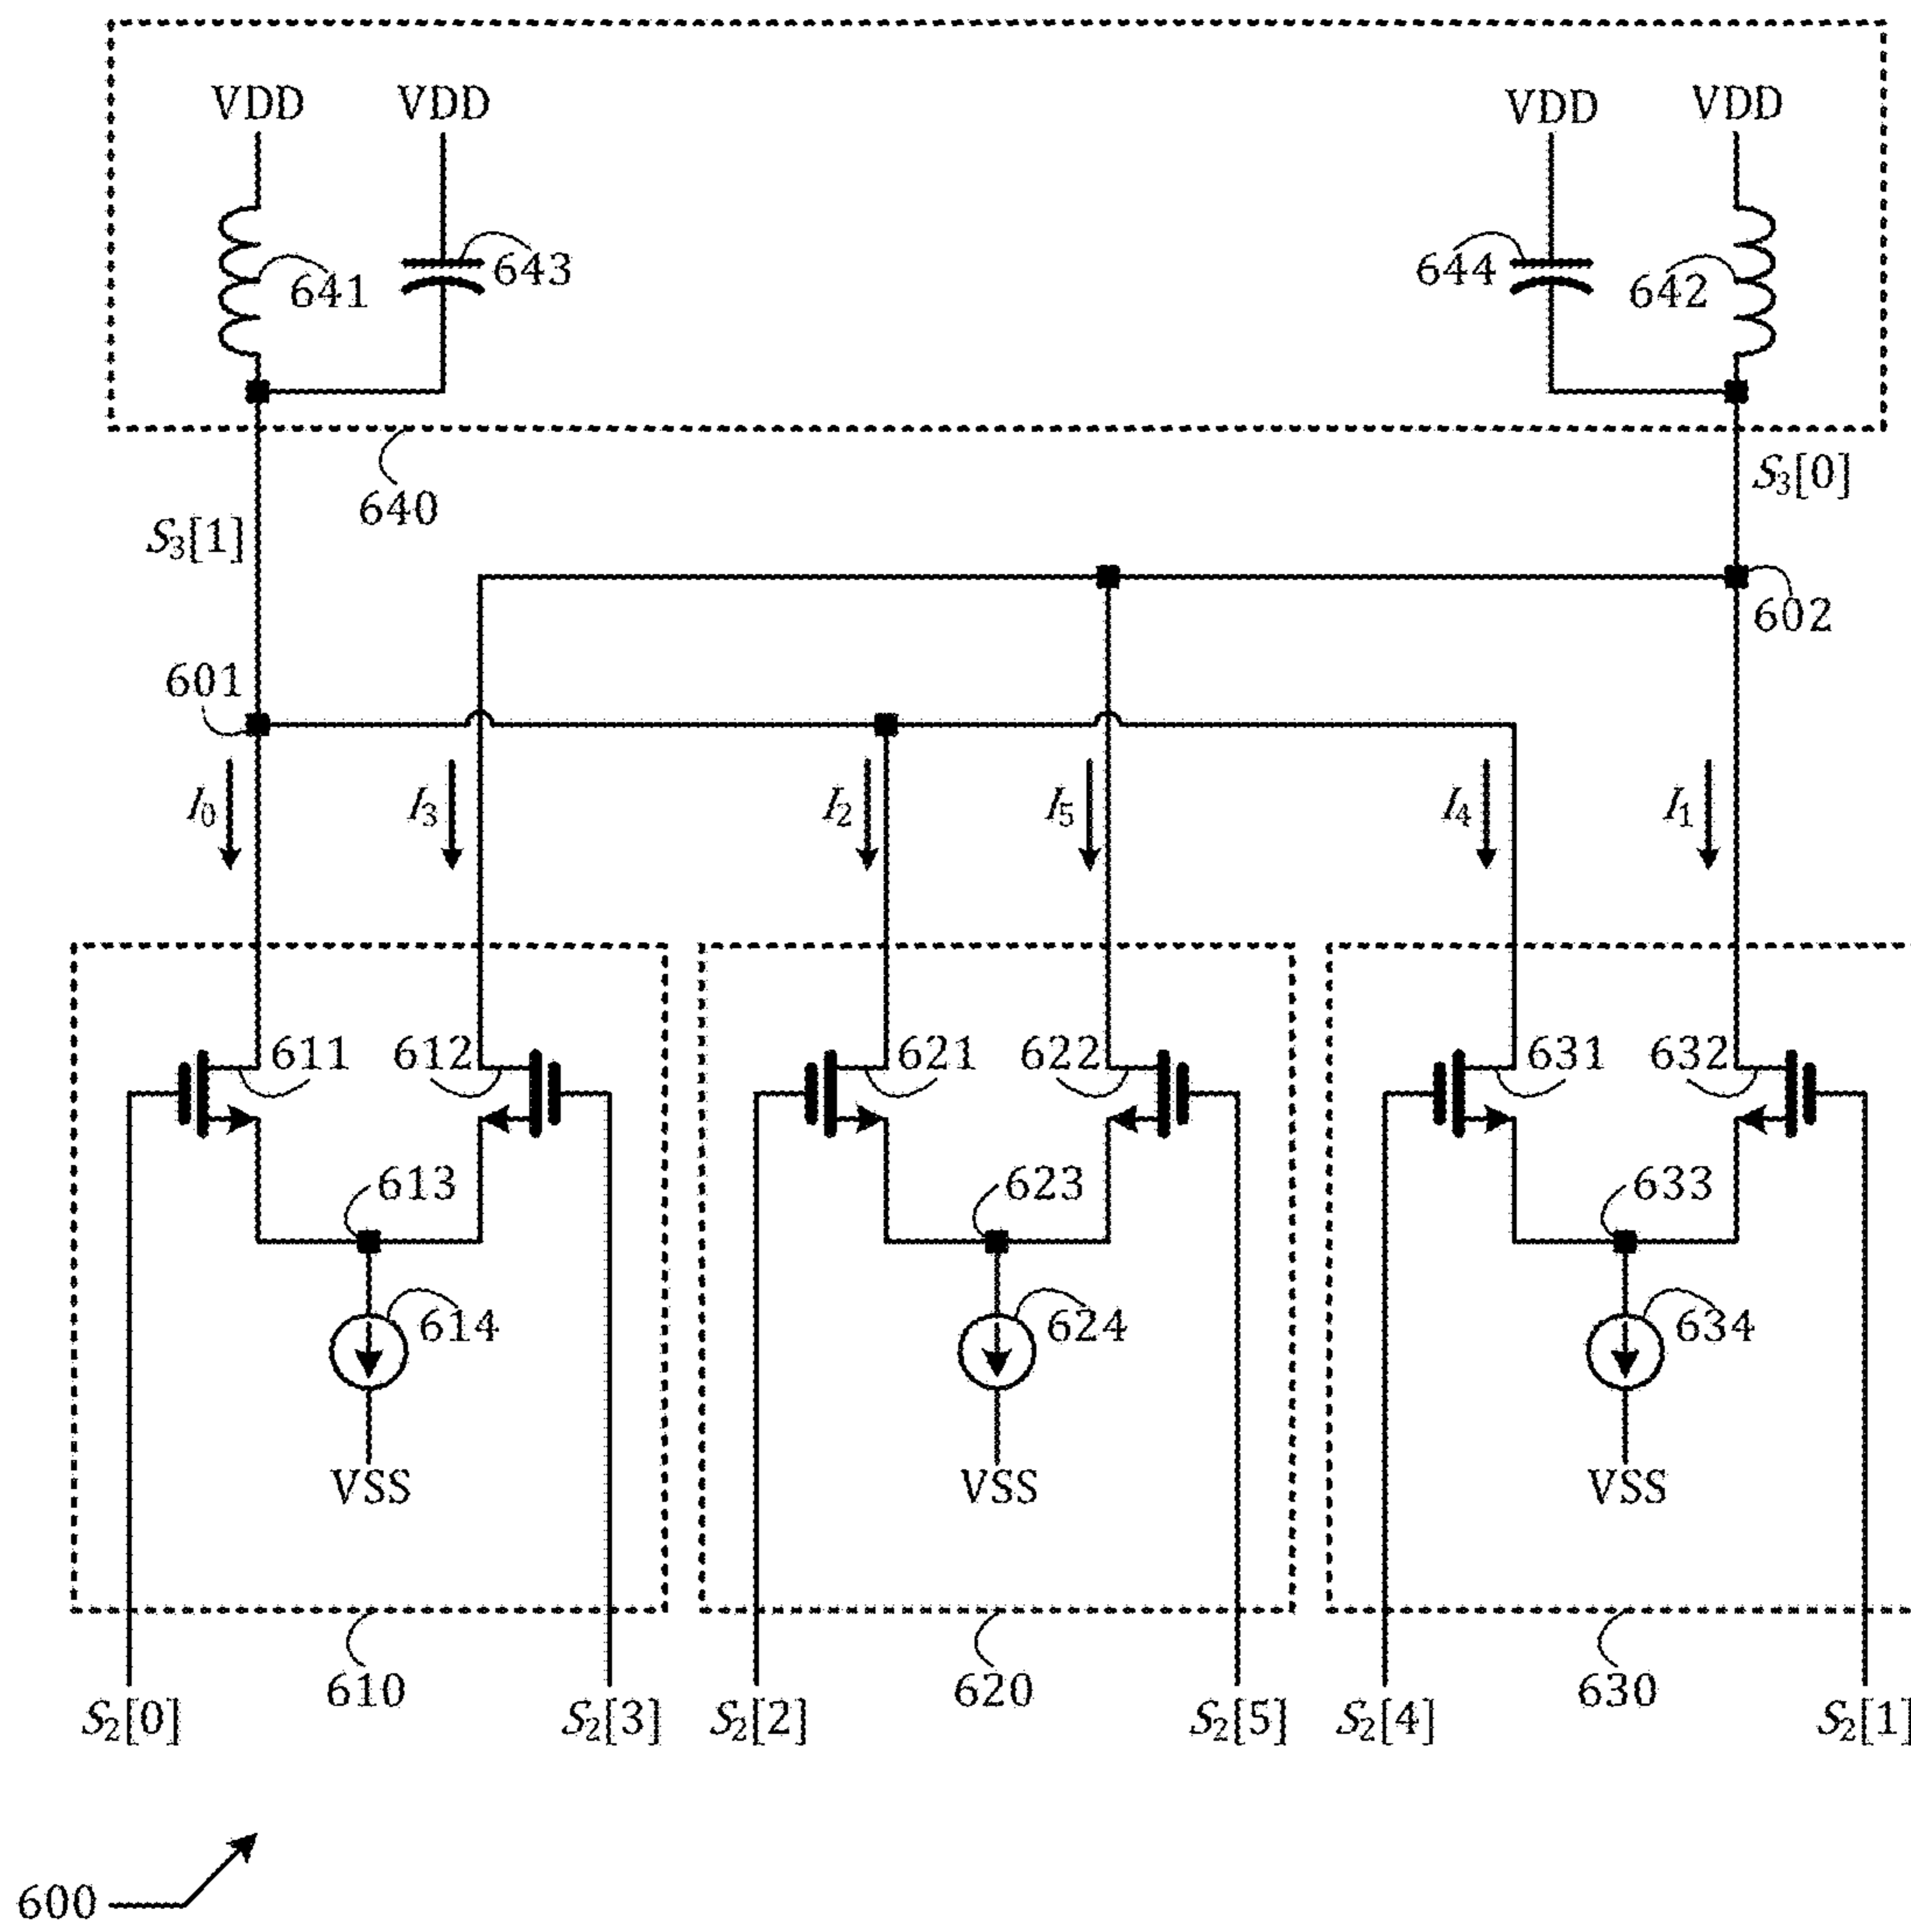 VDD VDD VDD VDD
643 644
641 642
S₃[0]
640
S₃[1]
602
601
I₀ I₃ I₂ I₅ I₄ I₁
611 612 621 622 631 632
613 623 633
614 624 634
VSS VSS VSS
610 620 630
S₂[0] S₂[3] S₂[2] S₂[5] S₂[4] S₂[1]
600